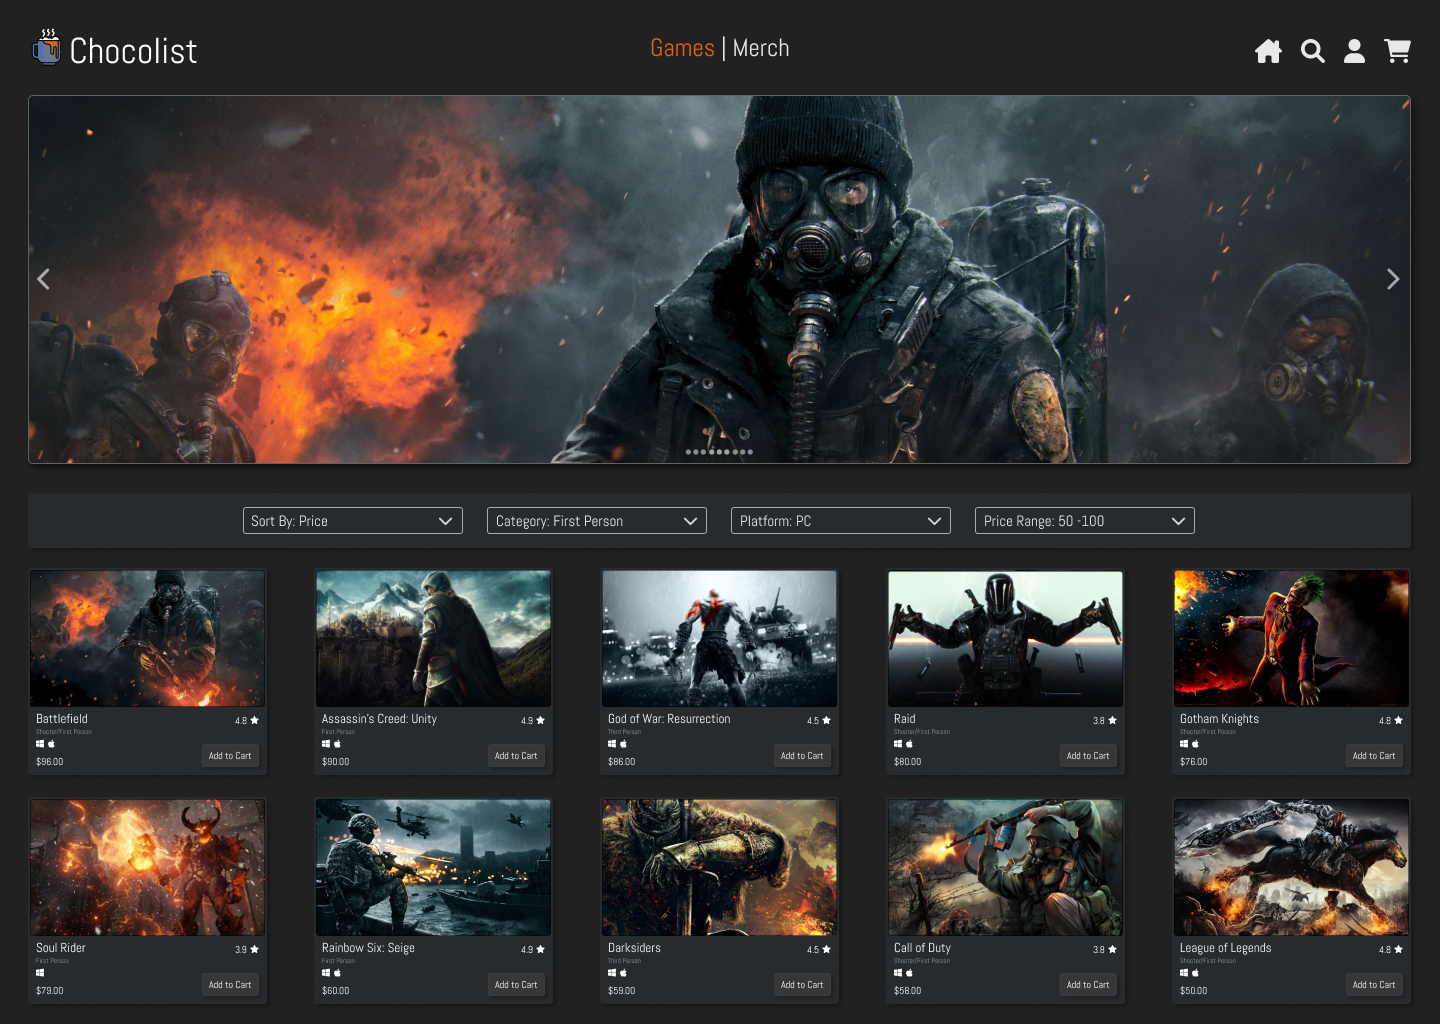 Chocolist
Games | Merch
Sort By: Price
Category: First Person
Platform: PC
Price Range: 50 -100
Battlefield
4.8
Shooter/First Person
$96.00
Add to Cart
Assassin's Creed: Unity
4.9
First Person
$90.00
Add to Cart
God of War: Resurrection
4.5
Third Person
$86.00
Add to Cart
Raid
3.8
Shooter/First Person
$80.00
Add to Cart
Gotham Knights
4.8
Shooter/First Person
$76.00
Add to Cart
Soul Rider
3.9
First Person
$79.00
Add to Cart
Rainbow Six: Seige
4.9
First Person
$60.00
Add to Cart
Darksiders
4.5
Third Person
$59.00
Add to Cart
Call of Duty
3.8
Shooter/First Person
$58.00
Add to Cart
League of Legends
4.8
Shooter/First Person
$50.00
Add to Cart